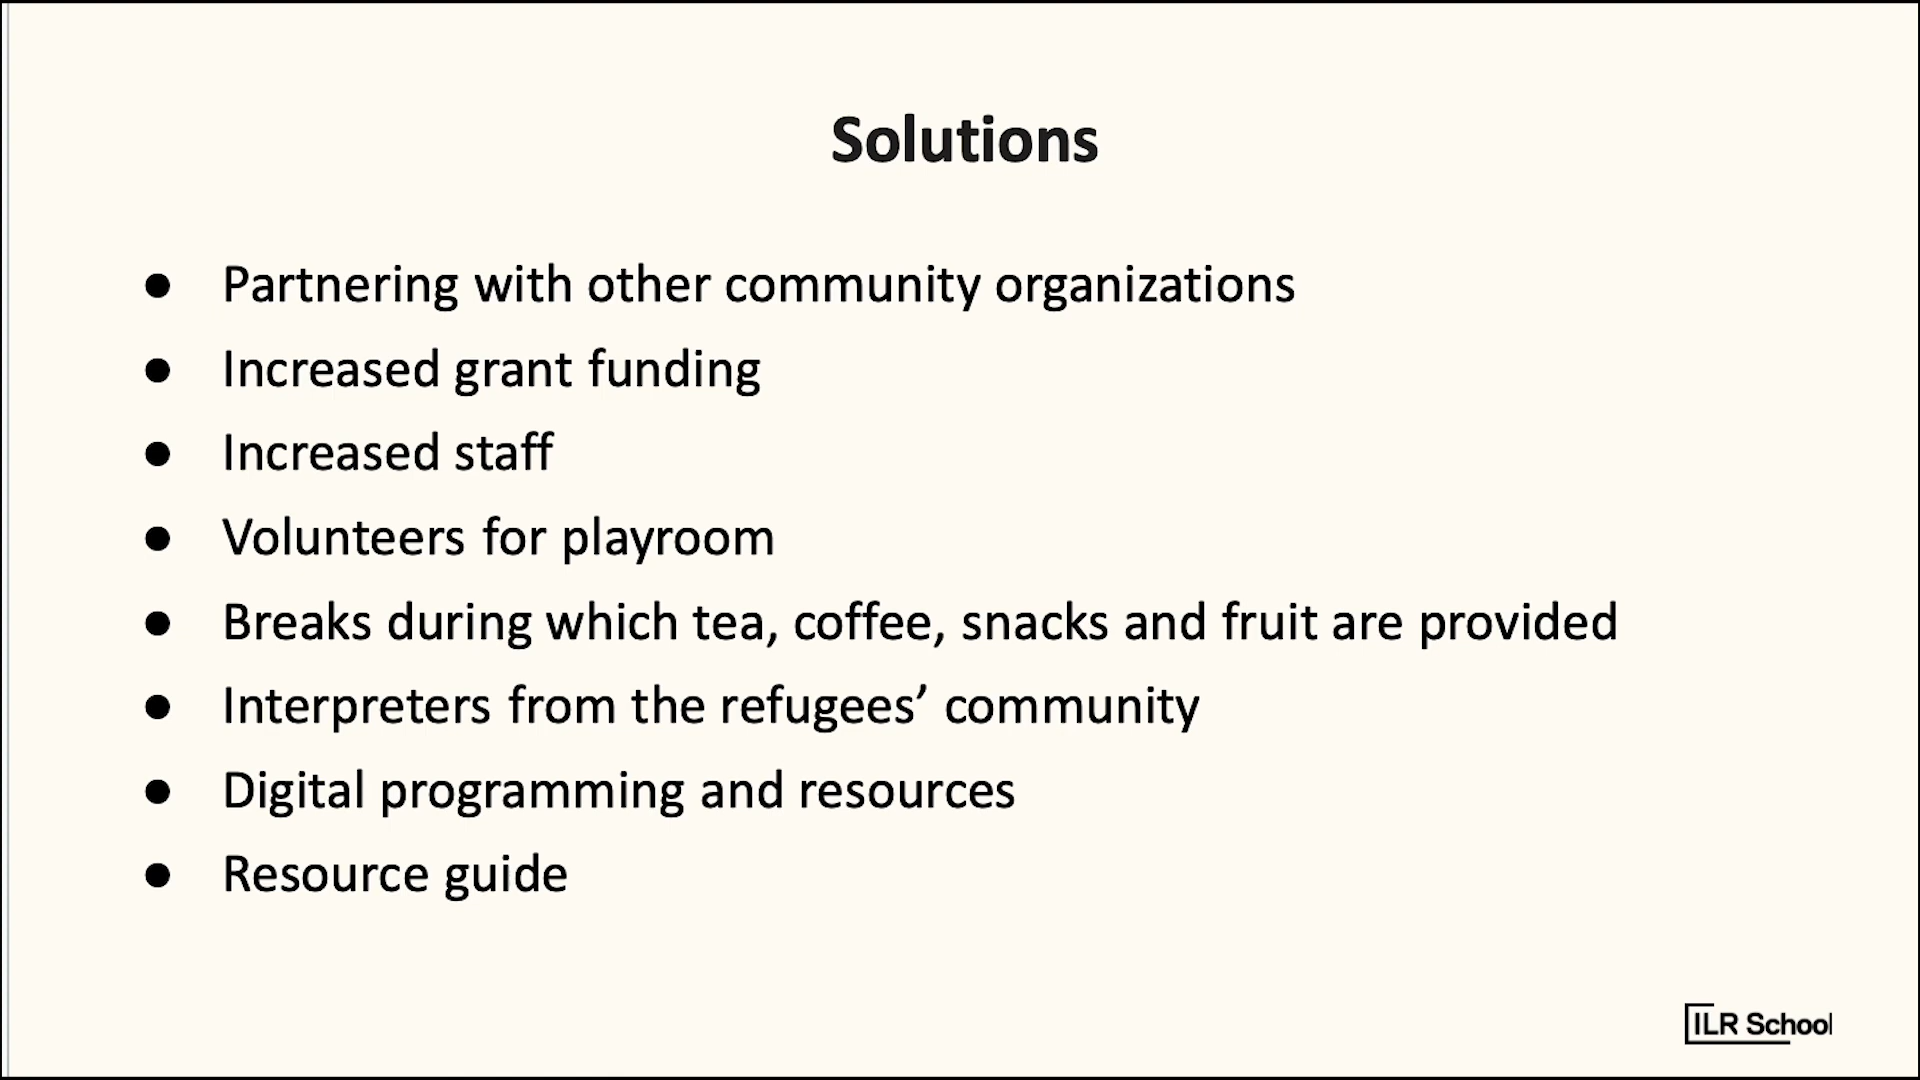 Solutions
● Partnering with other community organizations
● Increased grant funding
● Increased staff
● Volunteers for playroom
● Breaks during which tea, coffee, snacks and fruit are provided
● Interpreters from the refugees’ community
● Digital programming and resources
● Resource guide
ILR School